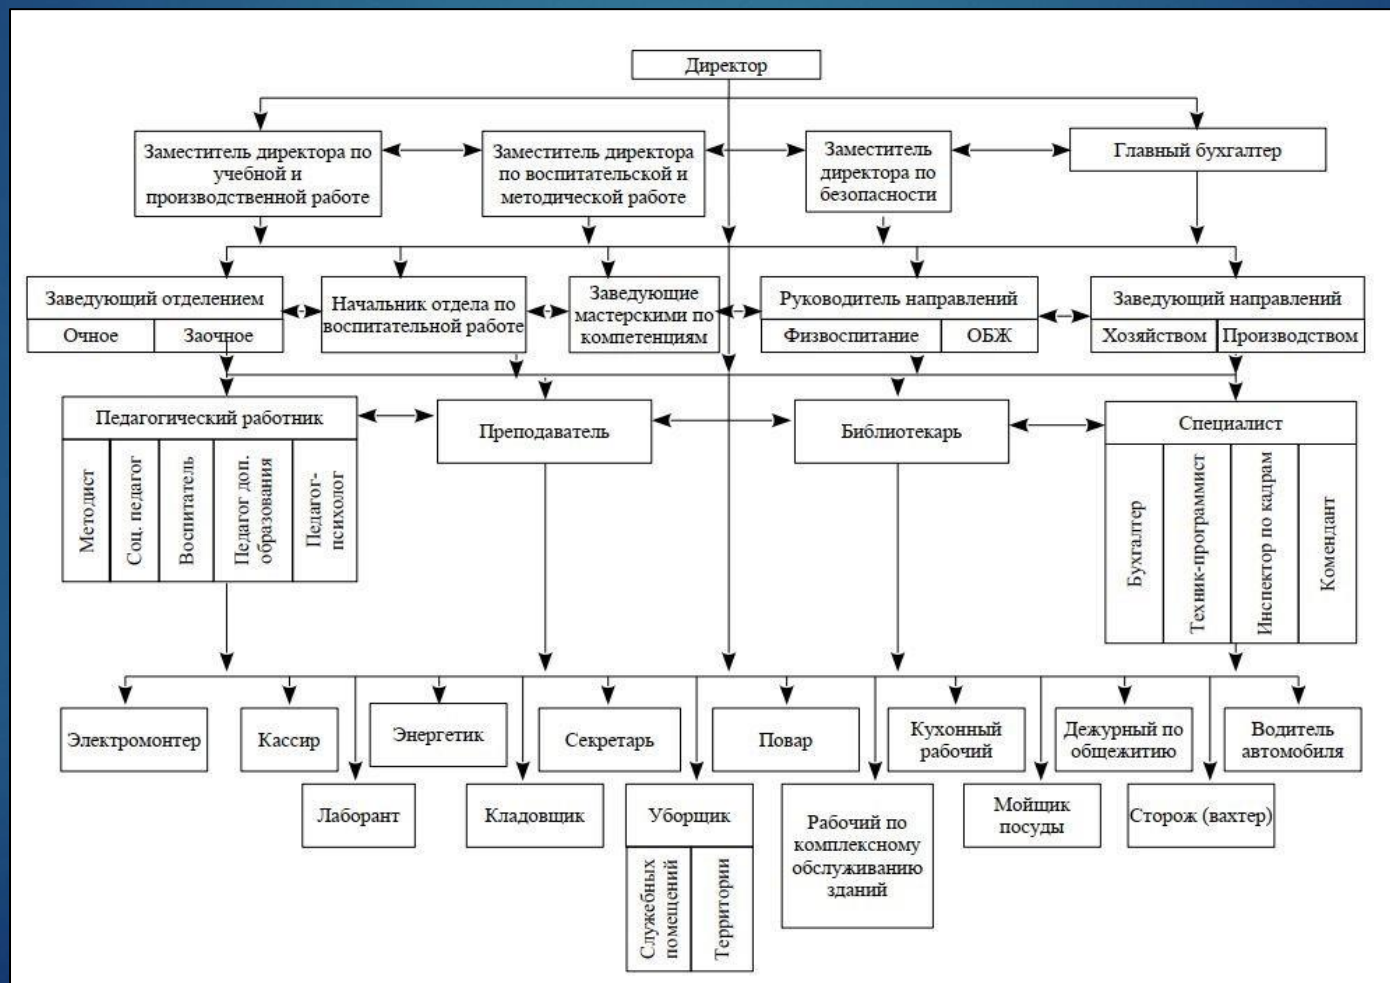 Директор
Заместитель директора по
учебной и
производственной работе
Заместитель директора
по воспитательской и
методической работе
Заместитель
директора по
безопасности
Главный бухгалтер
Заведующий отделением
Очное
Заочное
Начальник отдела по
воспитательной работе
Заведующие
мастерскими по
компетенциям
Руководитель направлений
Физвоспитание
ОБЖ
Заведующий направлений
Хозяйством
Производством
Педагогический работник
Методист
Соц. педагог
Воспитатель
Педагог доп.
образования
Педагог-
психолог
Преподаватель
Библиотекарь
Специалист
Бухгалтер
Техник-программист
Инспектор по кадрам
Комендант
Электромонтер
Кассир
Энергетик
Секретарь
Повар
Кухонный
рабочий
Дежурный по
общежитию
Водитель
автомобиля
Лаборант
Кладовщик
Уборщик
Служебных
помещений
Территории
Рабочий по
комплексному
обслуживанию
зданий
Мойщик
посуды
Сторож (вахтер)